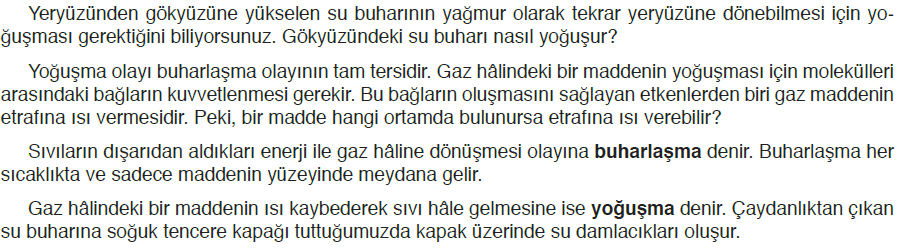 Yeryüzünden gökyüzüne yükselen su buharının yağmur olarak tekrar yeryüzüne dönebilmesi için yo-
ğuşması gerektiğini biliyorsunuz. Gökyüzündeki su buharı nasıl yoğuşur?
Yoğuşma olayı buharlaşma olayının tam tersidir. Gaz hâlindeki bir maddenin yoğuşması için molekülleri
arasındaki bağların kuvvetlenmesi gerekir. Bu bağların oluşmasını sağlayan etkenlerden biri gaz maddenin
etrafına ısı vermesidir. Peki, bir madde hangi ortamda bulunursa etrafına ısı verebilir?
Sıvıların dışarıdan aldıkları enerji ile gaz hâline dönüşmesi olayına buharlaşma denir. Buharlaşma her
sıcaklıkta ve sadece maddenin yüzeyinde meydana gelir.
Gaz hâlindeki bir maddenin ısı kaybederek sıvı hâle gelmesine ise yoğuşma denir. Çaydanlıktan çıkan
su buharına soğuk tencere kapağı tuttuğumuzda kapak üzerinde su damlacıkları oluşur.